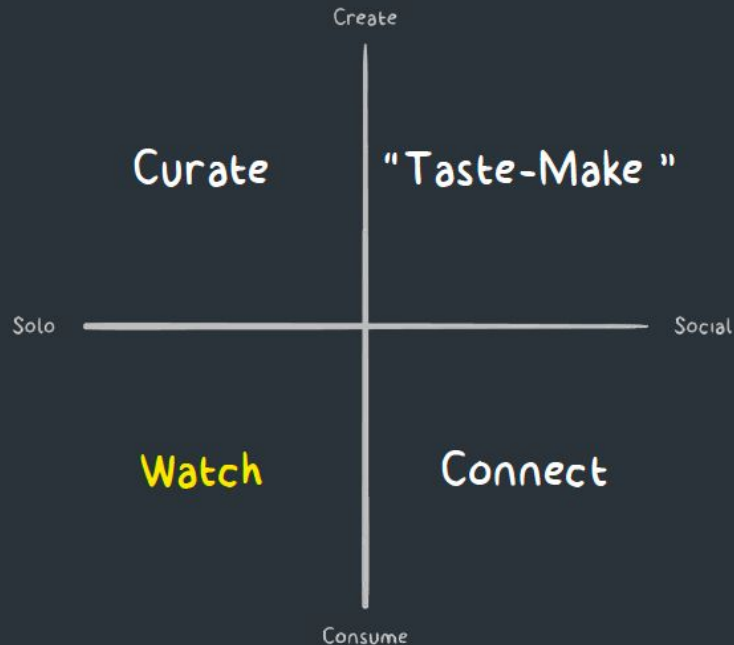 Create
Curate
"Taste-Make "
Solo
Social
Watch
Connect
Consume